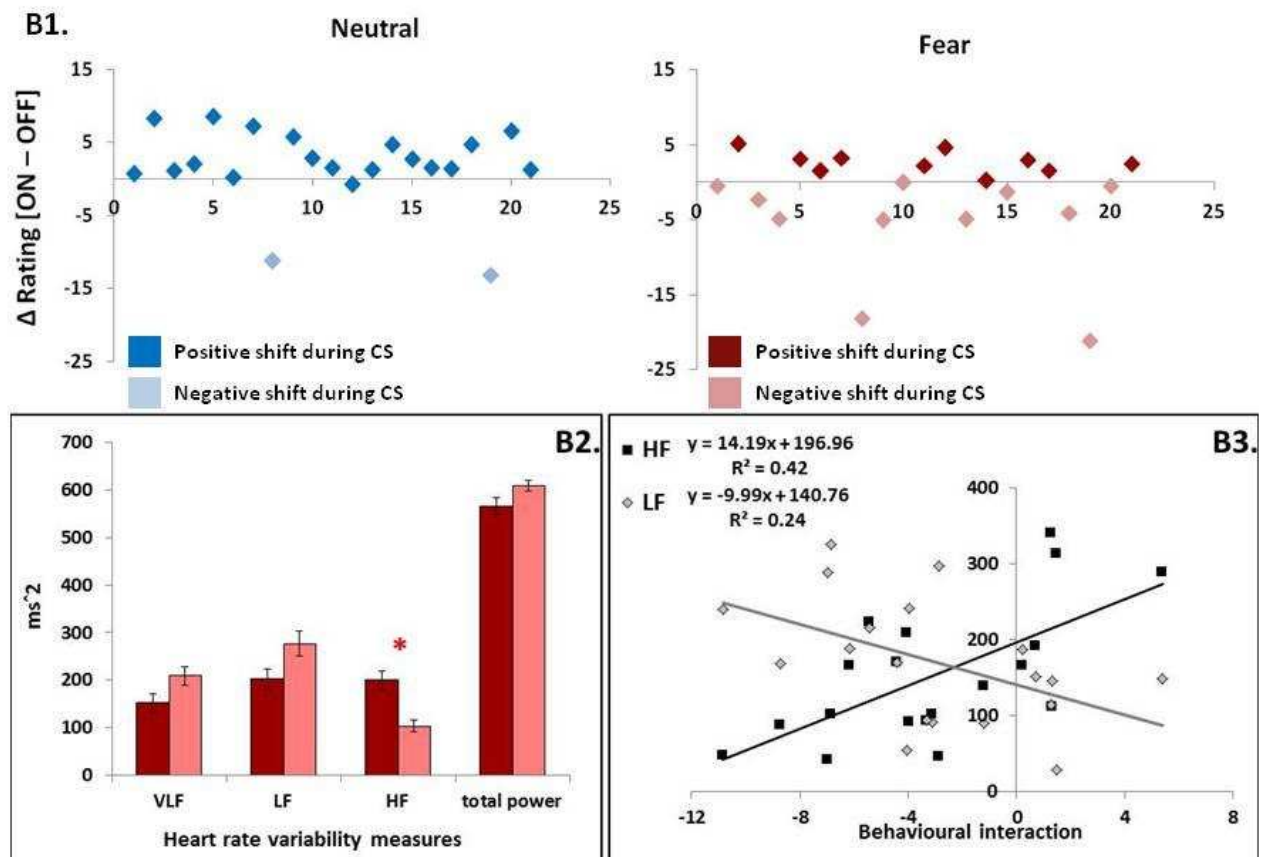 B1.
Neutral
Fear
Δ Rating [ON – OFF]
15
5
-5
-15
-25
0
5
10
15
20
25
Positive shift during CS
Negative shift during CS
15
5
-5
-15
-25
0
5
10
15
20
25
Positive shift during CS
Negative shift during CS
B2.
ms^2
700
600
500
400
300
200
100
0
*
VLF
LF
HF
total power
Heart rate variability measures
B3.
HF y = 14.19x + 196.96
R² = 0.42
LF y = -9.99x + 140.76
R² = 0.24
400
300
200
100
0
-12
-8
-4
0
4
8
Behavioural interaction